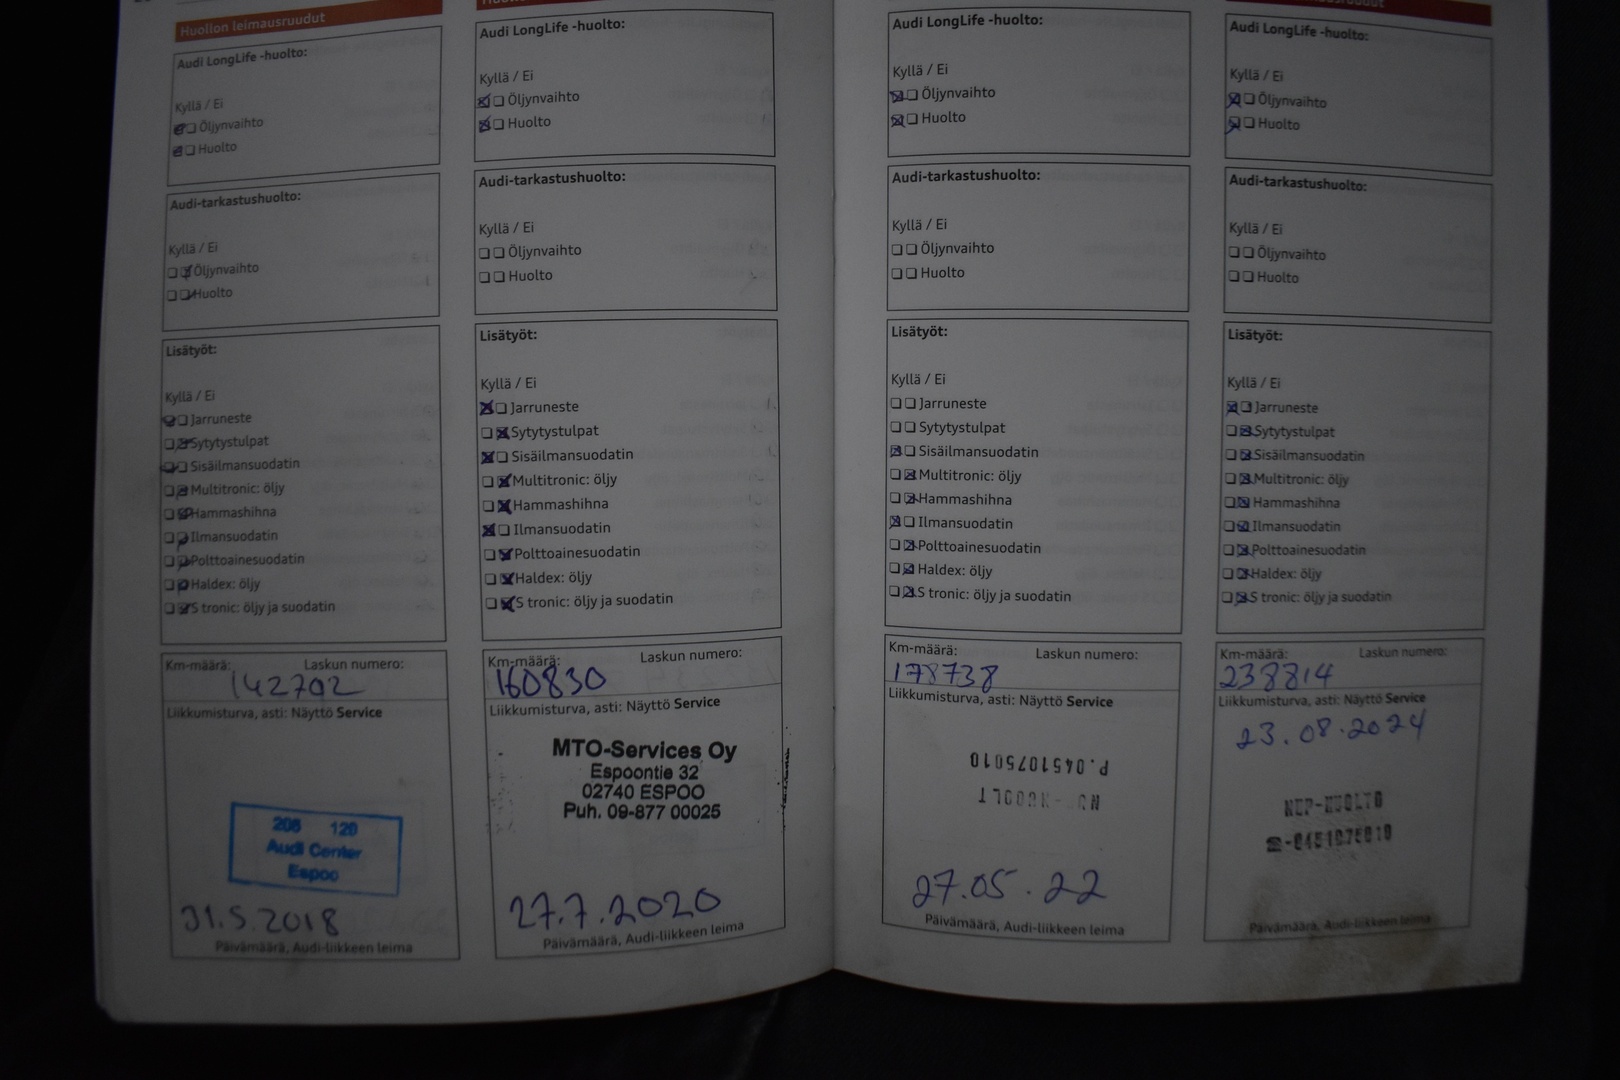 Huollon leimausruudut
Audi LongLife -huolto:
Kyllä / Ei
Öljynvaihto
Huolto
Audi-tarkastushuolto:
Kyllä / Ei
Öljynvaihto
Huolto
Lisätyöt:
Kyllä / Ei
Jarruneste
Sytytystulpat
Sisäilmansuodatin
Multitronic: öljy
Hammashihna
Ilmansuodatin
Polttoainesuodatin
Haldex: öljy
S tronic: öljy ja suodatin
Km-määrä: Laskun numero:
142792
Liikkumisturva, asti: Näyttö Service
206 120
Audi Center
Espoo
31.5.2018
Päivämäärä, Audi-liikkeen leima
Audi LongLife -huolto:
Kyllä / Ei
Öljynvaihto
Huolto
Audi-tarkastushuolto:
Kyllä / Ei
Öljynvaihto
Huolto
Lisätyöt:
Kyllä / Ei
Jarruneste
Sytytystulpat
Sisäilmansuodatin
Multitronic: öljy
Hammashihna
Ilmansuodatin
Polttoainesuodatin
Haldex: öljy
S tronic: öljy ja suodatin
Km-määrä: Laskun numero:
160830
Liikkumisturva, asti: Näyttö Service
MTO-Services Oy
Espoontie 32
02740 ESPOO
Puh. 09-877 00025
27.7.2020
Päivämäärä, Audi-liikkeen leima
Audi LongLife -huolto:
Kyllä / Ei
Öljynvaihto
Huolto
Audi-tarkastushuolto:
Kyllä / Ei
Öljynvaihto
Huolto
Lisätyöt:
Kyllä / Ei
Jarruneste
Sytytystulpat
Sisäilmansuodatin
Multitronic: öljy
Hammashihna
Ilmansuodatin
Polttoainesuodatin
Haldex: öljy
S tronic: öljy ja suodatin
Km-määrä: Laskun numero:
178738
Liikkumisturva, asti: Näyttö Service
P.0451075010
27.05.22
Päivämäärä, Audi-liikkeen leima
Audi LongLife -huolto:
Kyllä / Ei
Öljynvaihto
Huolto
Audi-tarkastushuolto:
Kyllä / Ei
Öljynvaihto
Huolto
Lisätyöt:
Kyllä / Ei
Jarruneste
Sytytystulpat
Sisäilmansuodatin
Multitronic: öljy
Hammashihna
Ilmansuodatin
Polttoainesuodatin
Haldex: öljy
S tronic: öljy ja suodatin
Km-määrä: Laskun numero:
238814
Liikkumisturva, asti: Näyttö Service
23.08.2024
☎-0451075010
Päivämäärä, Audi-liikkeen leima